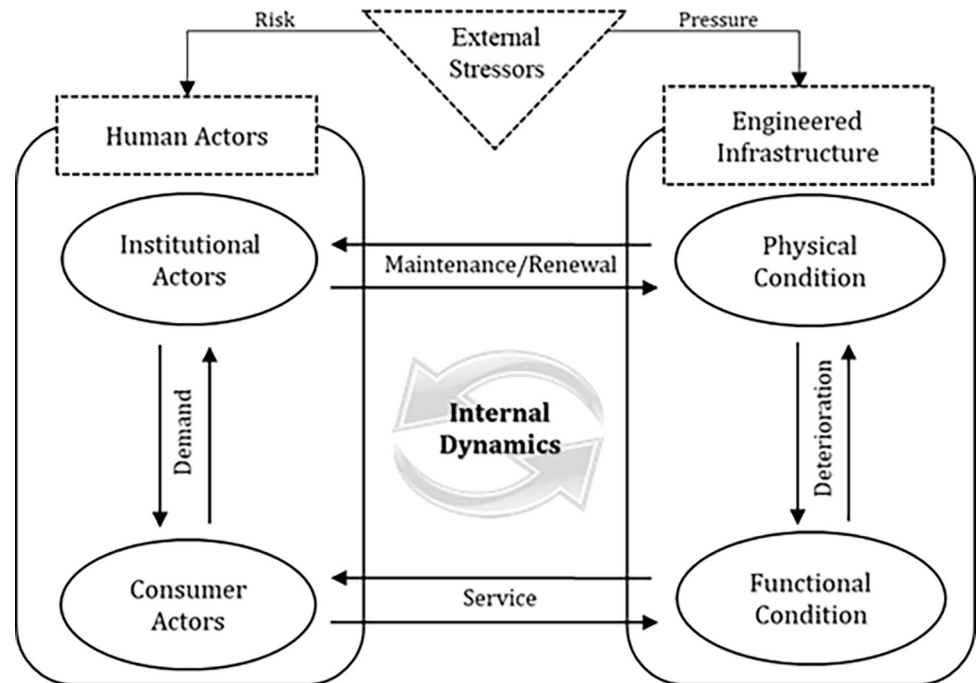 Risk
External
Stressors
Pressure
Human Actors
Engineered
Infrastructure
Institutional
Actors
Maintenance/Renewal
Physical
Condition
Demand
Internal
Dynamics
Deterioration
Consumer
Actors
Service
Functional
Condition